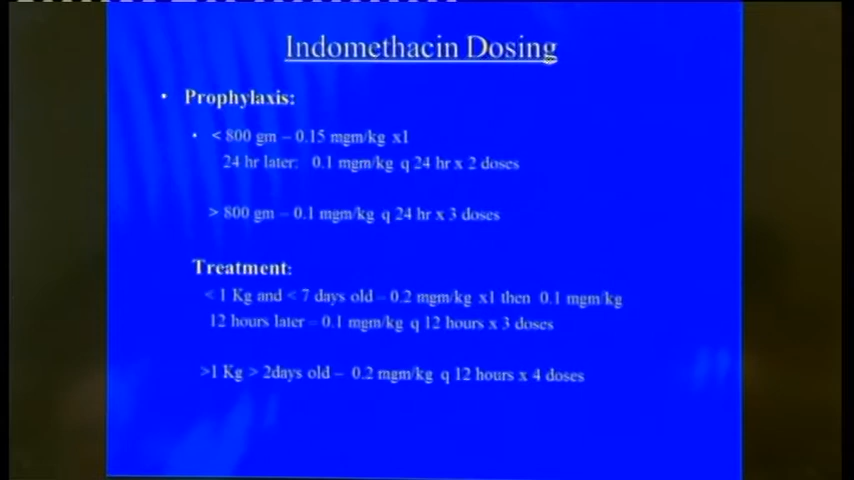 Indomethacin Dosing
• Prophylaxis:
• < 800 gm – 0.15 mgm/kg x1
24 hr later: 0.1 mgm/kg q 24 hr x 2 doses
> 800 gm – 0.1 mgm/kg q 24 hr x 3 doses
Treatment:
< 1 Kg and < 7 days old – 0.2 mgm/kg x1 then 0.1 mgm/kg
12 hours later – 0.1 mgm/kg q 12 hours x 3 doses
>1 Kg > 2days old – 0.2 mgm/kg q 12 hours x 4 doses